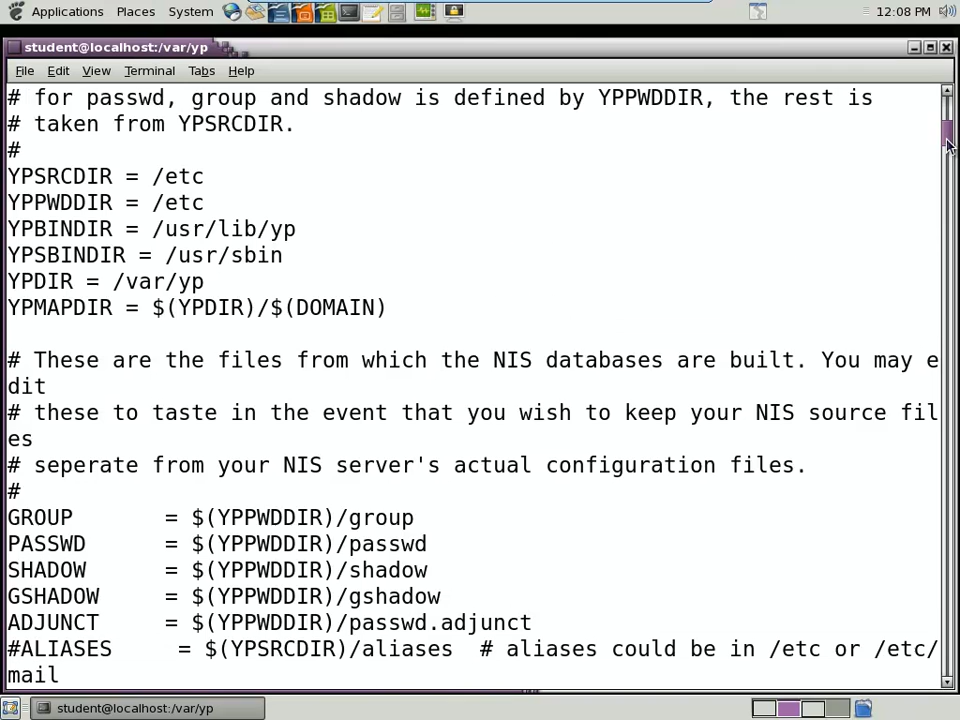 Applications Places System 12:08 PM
student@localhost:/var/yp
File Edit View Terminal Tabs Help
# for passwd, group and shadow is defined by YPPWDDIR, the rest is
# taken from YPSRCDIR.
#
YPSRCDIR = /etc
YPPWDDIR = /etc
YPBINDIR = /usr/lib/yp
YPSBINDIR = /usr/sbin
YPDIR = /var/yp
YPMAPDIR = $(YPDIR)/$(DOMAIN)
# These are the files from which the NIS databases are built. You may e
dit
# these to taste in the event that you wish to keep your NIS source fil
es
# seperate from your NIS server's actual configuration files.
#
GROUP       = $(YPPWDDIR)/group
PASSWD      = $(YPPWDDIR)/passwd
SHADOW      = $(YPPWDDIR)/shadow
GSHADOW     = $(YPPWDDIR)/gshadow
ADJUNCT     = $(YPPWDDIR)/passwd.adjunct
#ALIASES     = $(YPSRCDIR)/aliases  # aliases could be in /etc or /etc/
mail
student@localhost:/var/yp